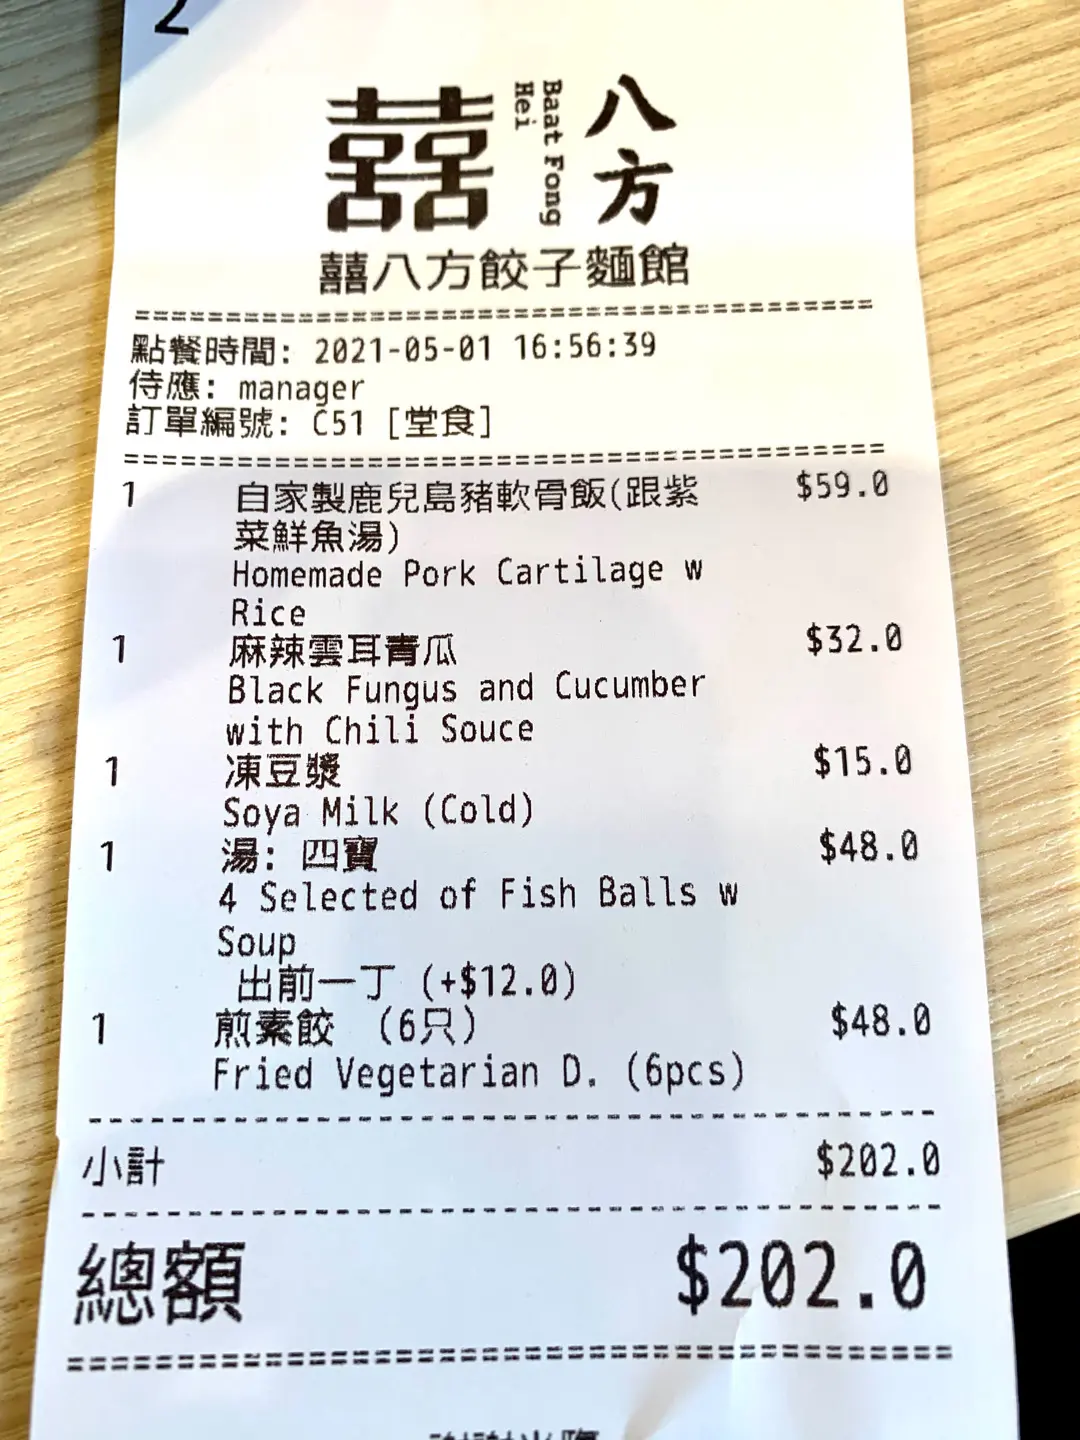 2
囍
Baat Fong
Hei
八方
囍八方餃子麵館
點餐時間: 2021-05-01 16:56:39
侍應: manager
訂單編號: C51 [堂食]
1 自家製鹿兒島豬軟骨飯(跟紫 $59.0
菜鮮魚湯)
Homemade Pork Cartilage w
Rice
1 麻辣雲耳青瓜 $32.0
Black Fungus and Cucumber
with Chili Souce
1 凍豆漿 $15.0
Soya Milk (Cold)
1 湯: 四寶 $48.0
4 Selected of Fish Balls w
Soup
出前一丁 (+$12.0)
1 煎素餃 (6只) $48.0
Fried Vegetarian D. (6pcs)
小計 $202.0
總額 $202.0